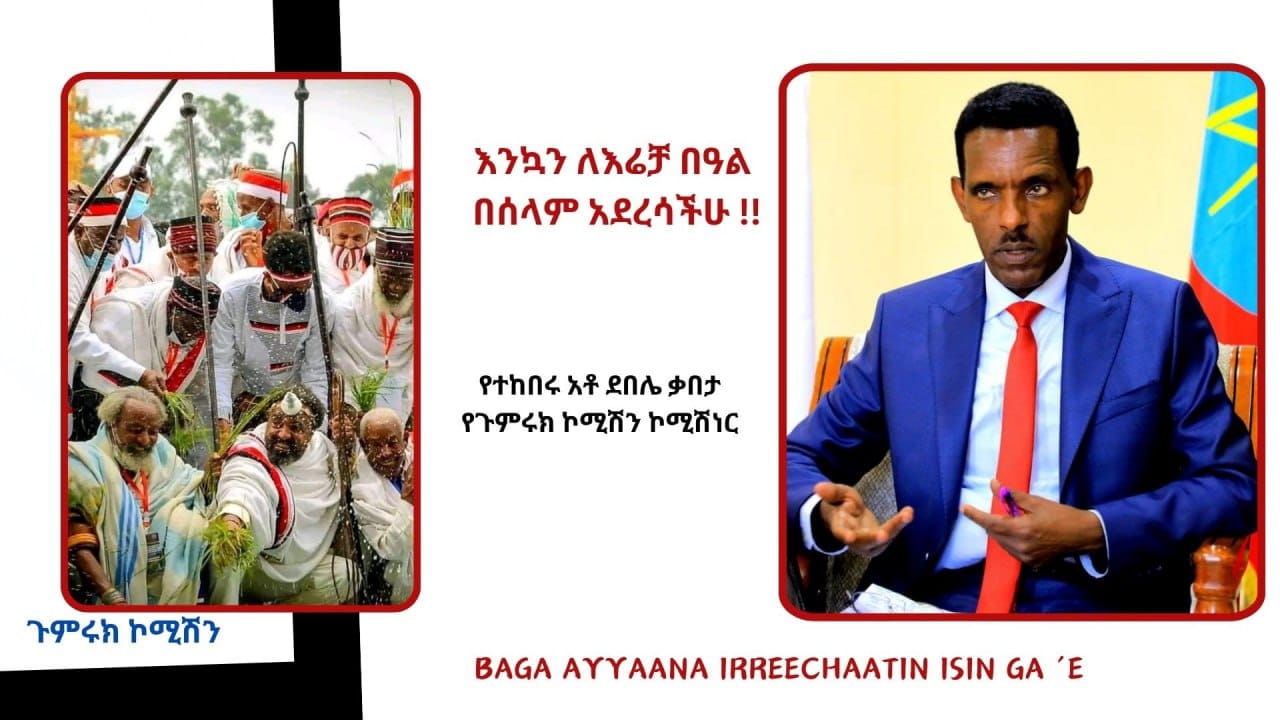 እንኳን ለእሬቻ በዓል
በሰላም አደረሳችሁ !!
የተከበሩ አቶ ደበሌ ቃበታ
የጉምሩክ ኮሚሽን ኮሚሽነር
ጉምሩክ ኮሚሽን
BAGA AYYAANA IRREECHAATIN ISIN GA ´E